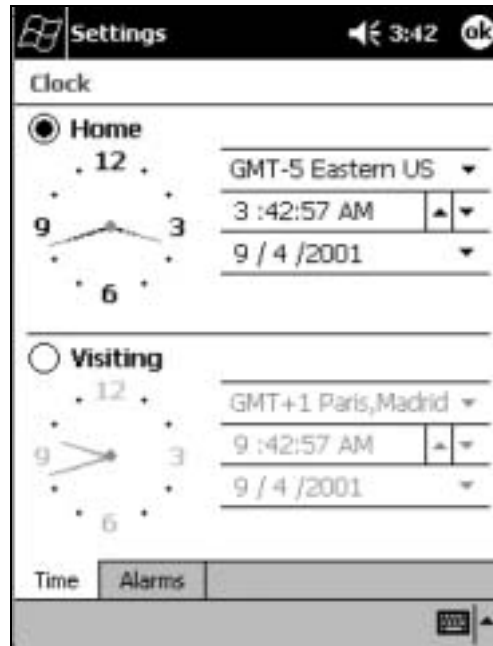 Settings 3:42 ok
Clock
Home
12
9 3
6
GMT-5 Eastern US
3 :42:57 AM
9 / 4 /2001
Visiting
12
9 3
6
GMT+1 Paris,Madrid
9 :42:57 AM
9 / 4 /2001
Time Alarms